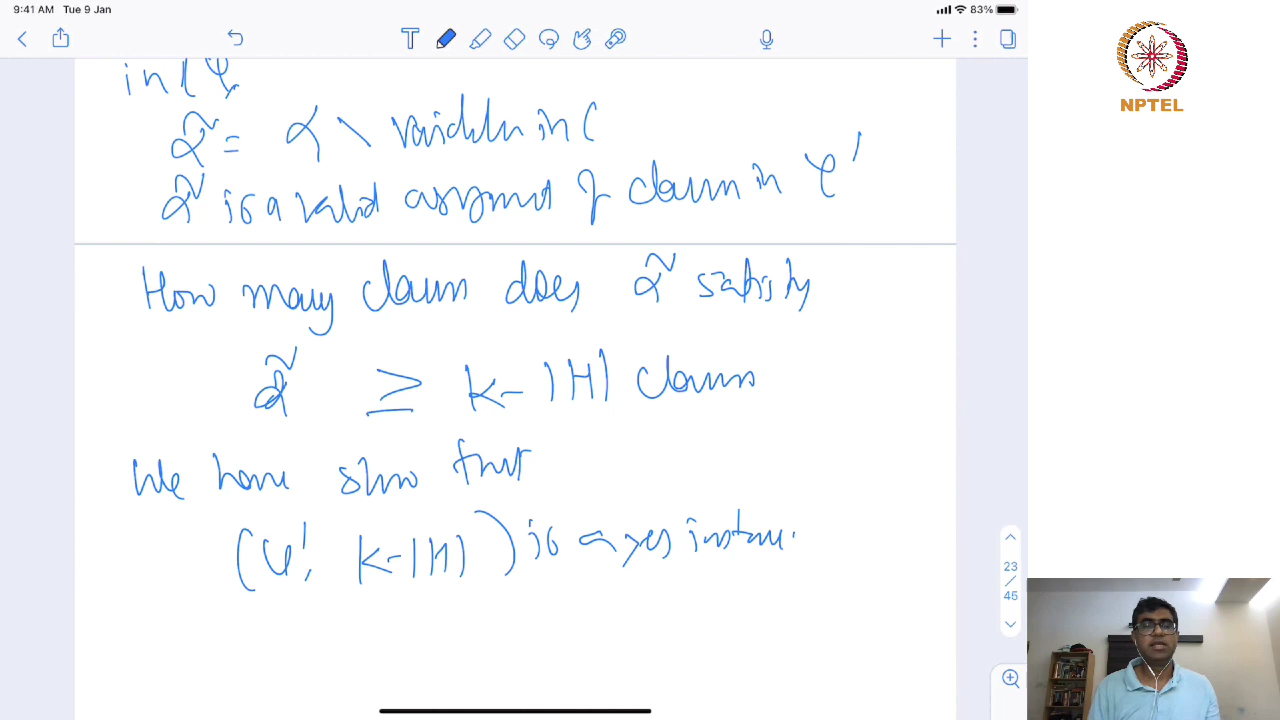 9:41 AM Tue 9 Jan
83%
T
NPTEL
in (φ,
α̃ = α \ variables in C
α̃ is a valid assignment of clauses in φ'
How many clauses does α̃ satisfy
α̃ ≥ k-|H| clauses
We have show that
(φ', k-|H|) is a yes instance
23
/
45